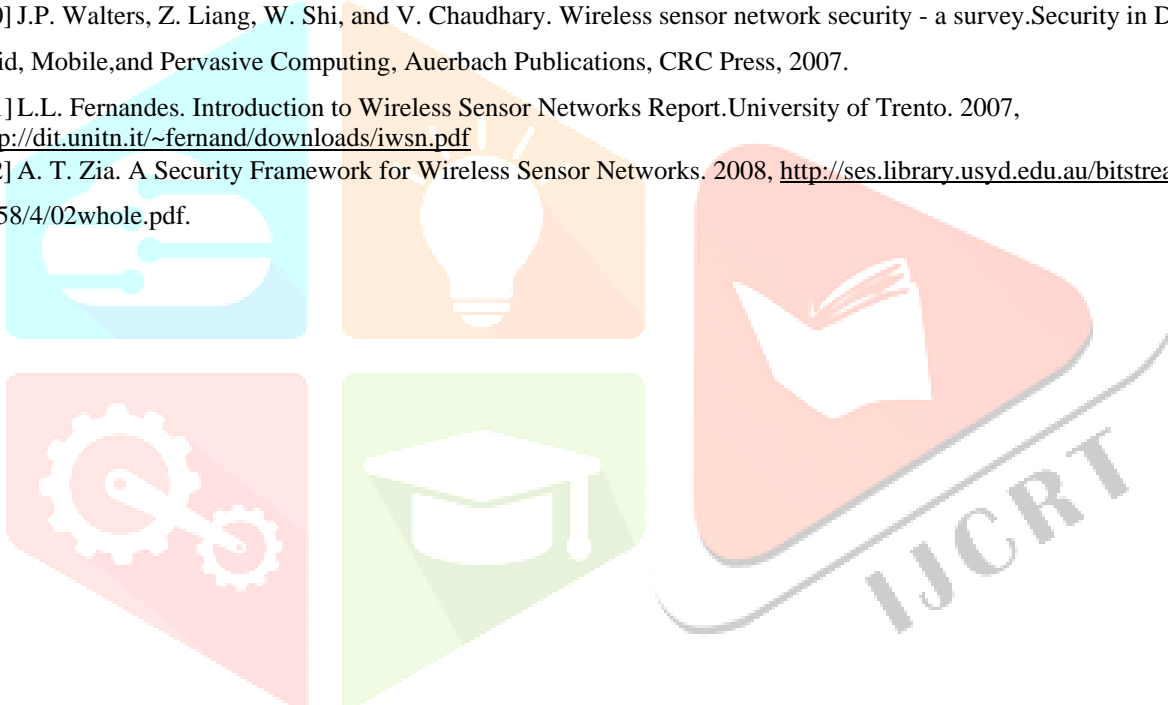 0] J.P. Walters, Z. Liang, W. Shi, and V. Chaudhary. Wireless sensor network security - a survey.Security in D
id, Mobile,and Pervasive Computing, Auerbach Publications, CRC Press, 2007.
] L.L. Fernandes. Introduction to Wireless Sensor Networks Report.University of Trento. 2007,
p://dit.unitn.it/~fernand/downloads/iwsn.pdf
2] A. T. Zia. A Security Framework for Wireless Sensor Networks. 2008, http://ses.library.usyd.edu.au/bitstrea
58/4/02whole.pdf.
IJCRT